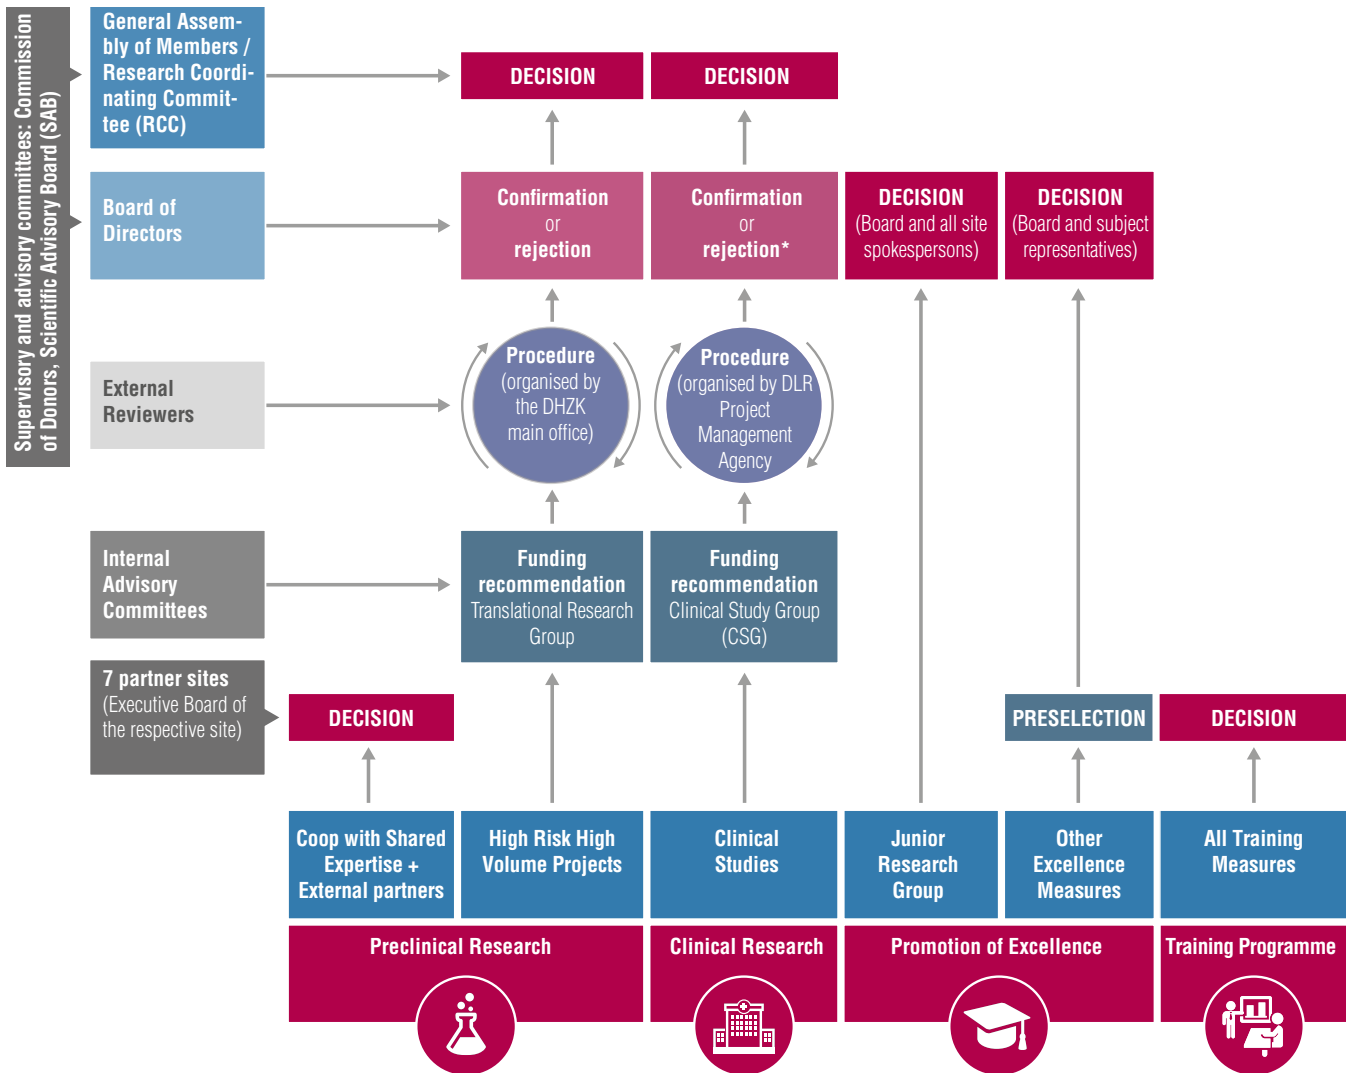 Supervisory and advisory committees: Commission
of Donors, Scientific Advisory Board (SAB)
General Assem-
bly of Members /
Research Coordi-
nating Commit-
tee (RCC)
DECISION
DECISION
Board of
Directors
Confirmation
or
rejection
Confirmation
or
rejection*
DECISION
(Board and all site
spokespersons)
DECISION
(Board and subject
representatives)
External
Reviewers
Procedure
(organised by
the DHZK
main office)
Procedure
(organised by DLR
Project
Management
Agency
Internal
Advisory
Committees
Funding
recommendation
Translational Research
Group
Funding
recommendation
Clinical Study Group
(CSG)
7 partner sites
(Executive Board of
the respective site)
DECISION
PRESELECTION
DECISION
Coop with Shared
Expertise +
External partners
High Risk High
Volume Projects
Clinical
Studies
Junior
Research
Group
Other
Excellence
Measures
All Training
Measures
Preclinical Research
Clinical Research
Promotion of Excellence
Training Programme